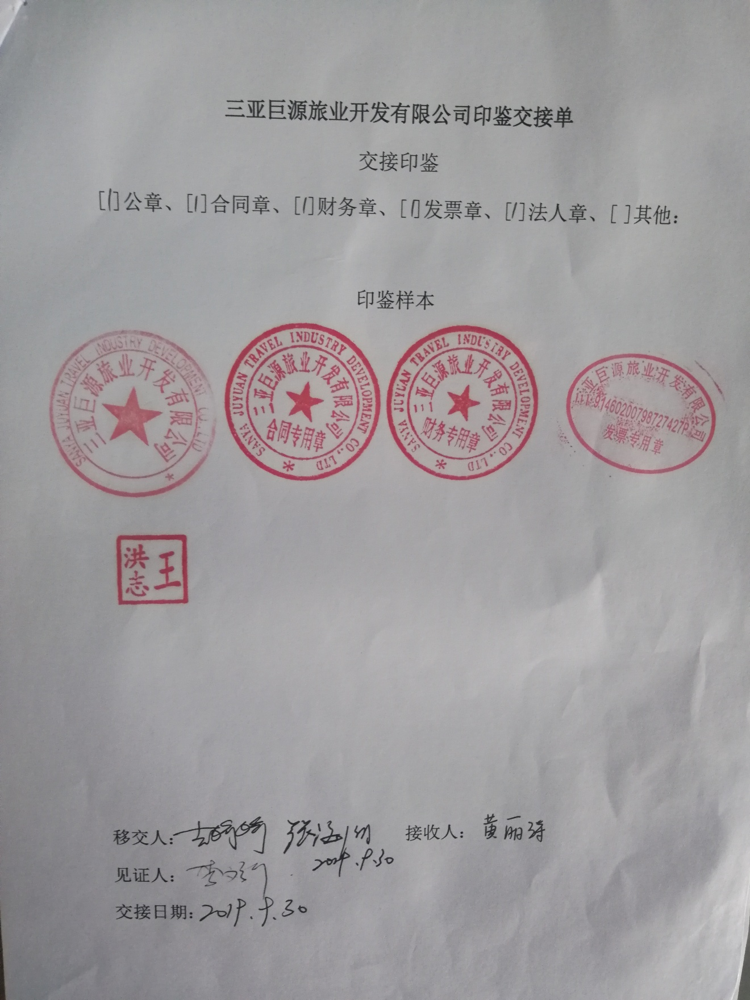 三亚巨源旅业开发有限公司印鉴交接单
交接印鉴
[1]公章、[1]合同章、[1]财务章、[1]发票章、[1]法人章、[ ]其他：
印鉴样本
SANYA JUYUAN TRAVEL INDUSTRY DEVELOPMENT CO.,LTD
三亚巨源旅业开发有限公司
*
SANYA JUYUAN TRAVEL INDUSTRY DEVELOPMENT CO.,LTD
三亚巨源旅业开发有限公司
合同专用章
*
SANYA JUYUAN TRAVEL INDUSTRY DEVELOPMENT CO.,LTD
三亚巨源旅业开发有限公司
财务专用章
*
三亚巨源旅业开发有限公司
91460200798727427P
发票专用章
王洪志
移交人： 接收人：黄丽
.9.30
见证人：
交接日期：2019.9.30